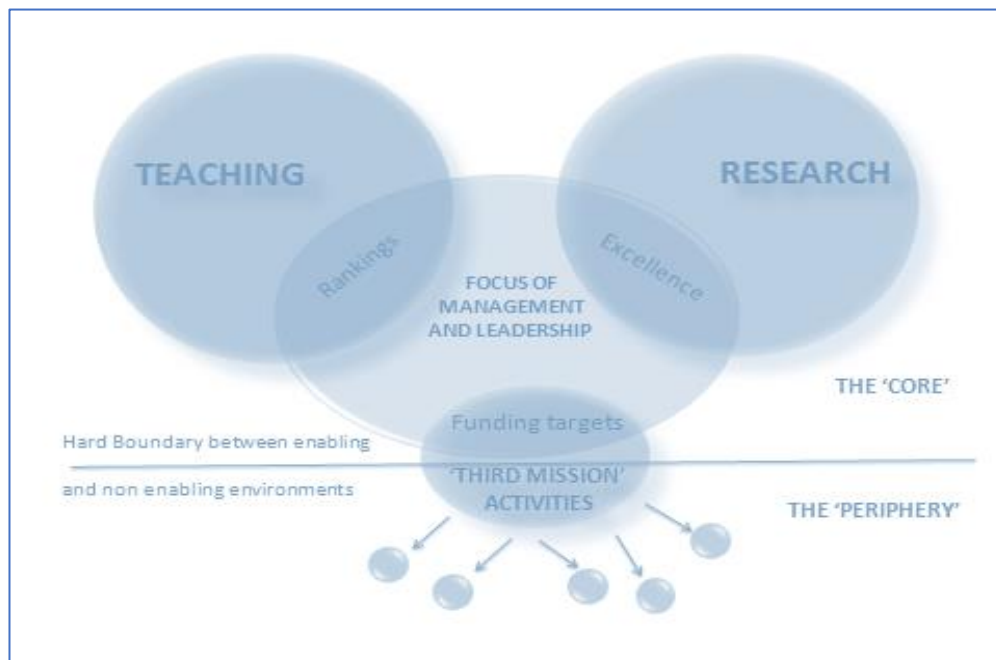 TEACHING
RESEARCH
Rankings
Excellence
FOCUS OF
MANAGEMENT
AND LEADERSHIP
THE ‘CORE’
Funding targets
Hard Boundary between enabling
and non enabling environments
‘THIRD MISSION’
ACTIVITIES
THE ‘PERIPHERY’